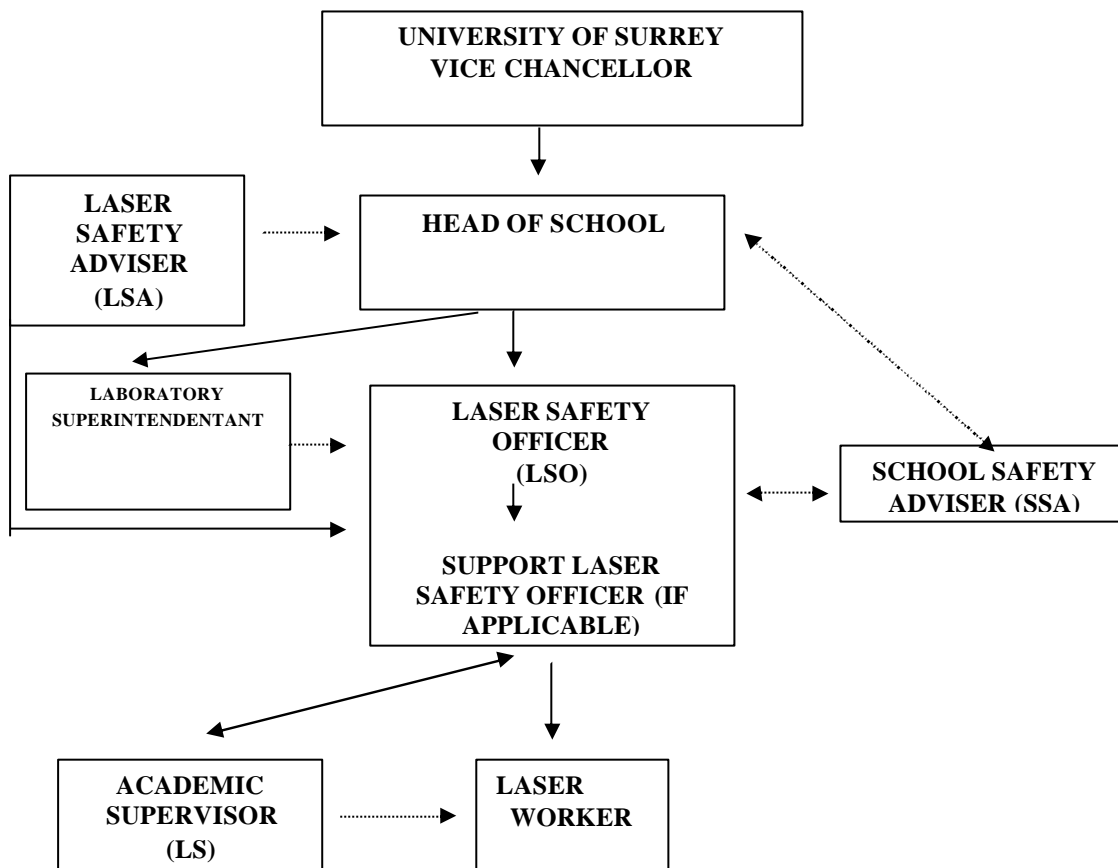 UNIVERSITY OF SURREY
VICE CHANCELLOR
LASER
SAFETY
ADVISER
(LSA)
HEAD OF SCHOOL
LABORATORY
SUPERINTENDENTANT
LASER SAFETY
OFFICER
(LSO)
SUPPORT LASER
SAFETY OFFICER (IF
APPLICABLE)
SCHOOL SAFETY
ADVISER (SSA)
ACADEMIC
SUPERVISOR
(LS)
LASER
WORKER